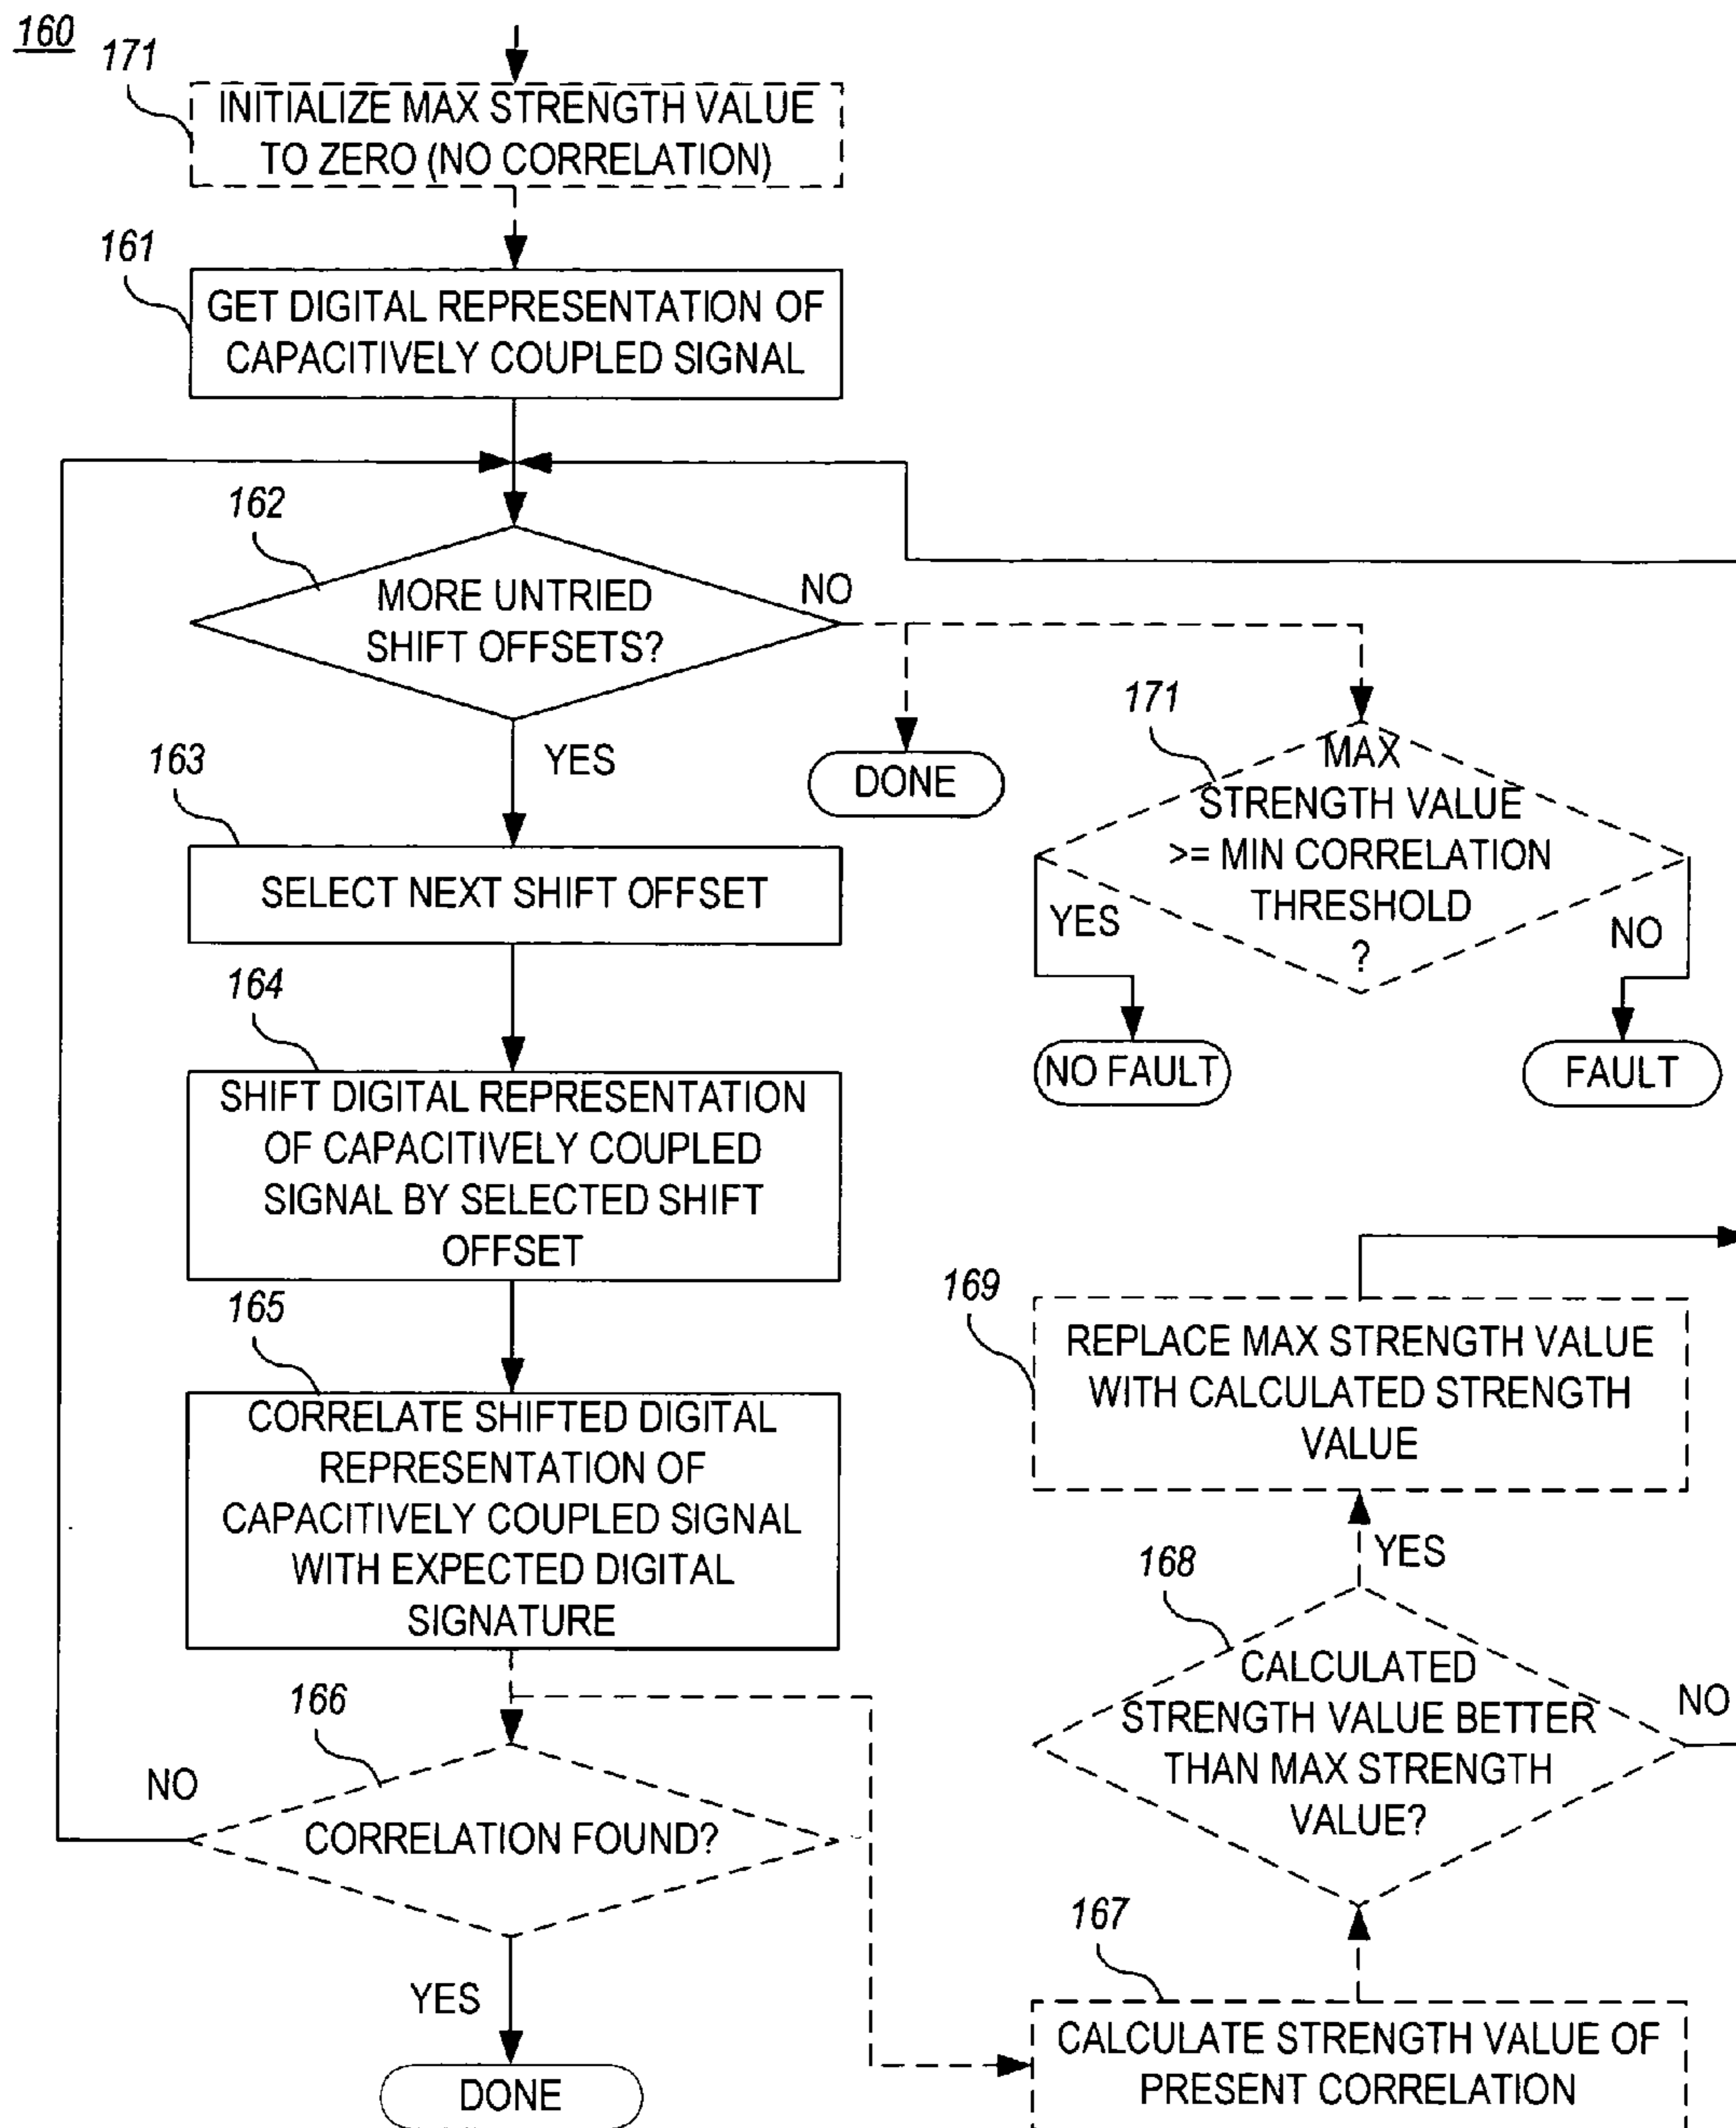 160
171
INITIALIZE MAX STRENGTH VALUE
TO ZERO (NO CORRELATION)
161
GET DIGITAL REPRESENTATION OF
CAPACITIVELY COUPLED SIGNAL
162
MORE UNTRIED
SHIFT OFFSETS?
NO
YES
DONE
171
MAX
STRENGTH VALUE
>= MIN CORRELATION
THRESHOLD
?
YES
NO
NO FAULT
FAULT
163
SELECT NEXT SHIFT OFFSET
164
SHIFT DIGITAL REPRESENTATION
OF CAPACITIVELY COUPLED
SIGNAL BY SELECTED SHIFT
OFFSET
165
CORRELATE SHIFTED DIGITAL
REPRESENTATION OF
CAPACITIVELY COUPLED SIGNAL
WITH EXPECTED DIGITAL
SIGNATURE
166
NO
CORRELATION FOUND?
YES
DONE
169
REPLACE MAX STRENGTH VALUE
WITH CALCULATED STRENGTH
VALUE
YES
168
CALCULATED
STRENGTH VALUE BETTER
THAN MAX STRENGTH
VALUE?
NO
167
CALCULATE STRENGTH VALUE OF
PRESENT CORRELATION